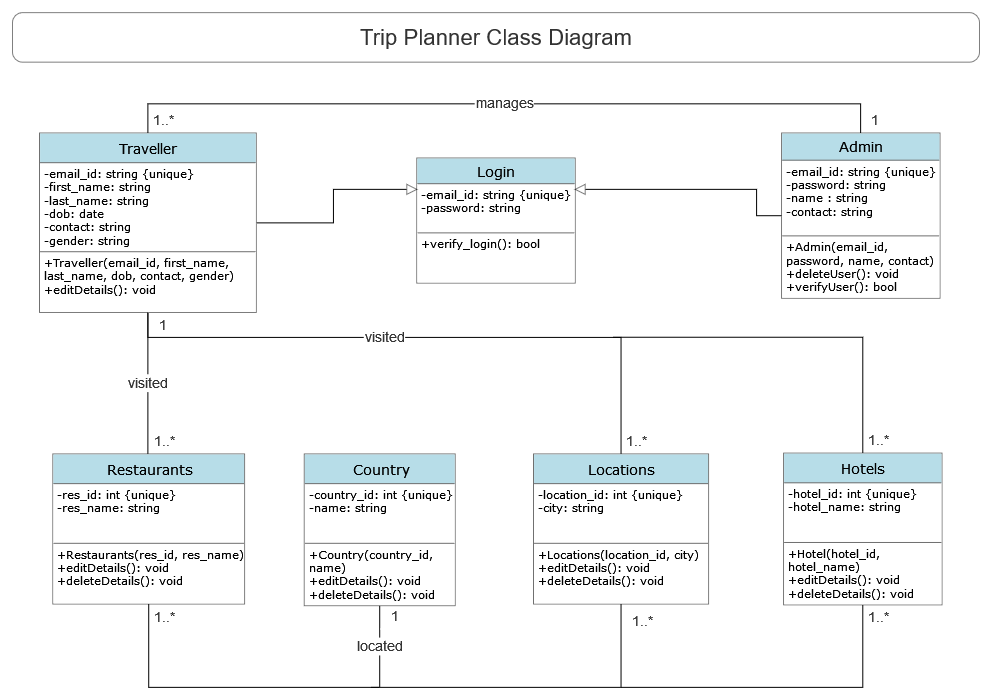 Trip Planner Class Diagram
manages
1..*
1
Traveller
-email_id: string {unique}
-first_name: string
-last_name: string
-dob: date
-contact: string
-gender: string
+Traveller(email_id, first_name,
last_name, dob, contact, gender)
+editDetails(): void
Login
-email_id: string {unique}
-password: string
+verify_login(): bool
Admin
-email_id: string {unique}
-password: string
-name : string
-contact: string
+Admin(email_id,
password, name, contact)
+deleteUser(): void
+verifyUser(): bool
1
visited
visited
1..*
1..*
1..*
Restaurants
-res_id: int {unique}
-res_name: string
+Restaurants(res_id, res_name)
+editDetails(): void
+deleteDetails(): void
Country
-country_id: int {unique}
-name: string
+Country(country_id,
name)
+editDetails(): void
+deleteDetails(): void
Locations
-location_id: int {unique}
-city: string
+Locations(location_id, city)
+editDetails(): void
+deleteDetails(): void
Hotels
-hotel_id: int {unique}
-hotel_name: string
+Hotel(hotel_id,
hotel_name)
+editDetails(): void
+deleteDetails(): void
1..*
1
1..*
1..*
located